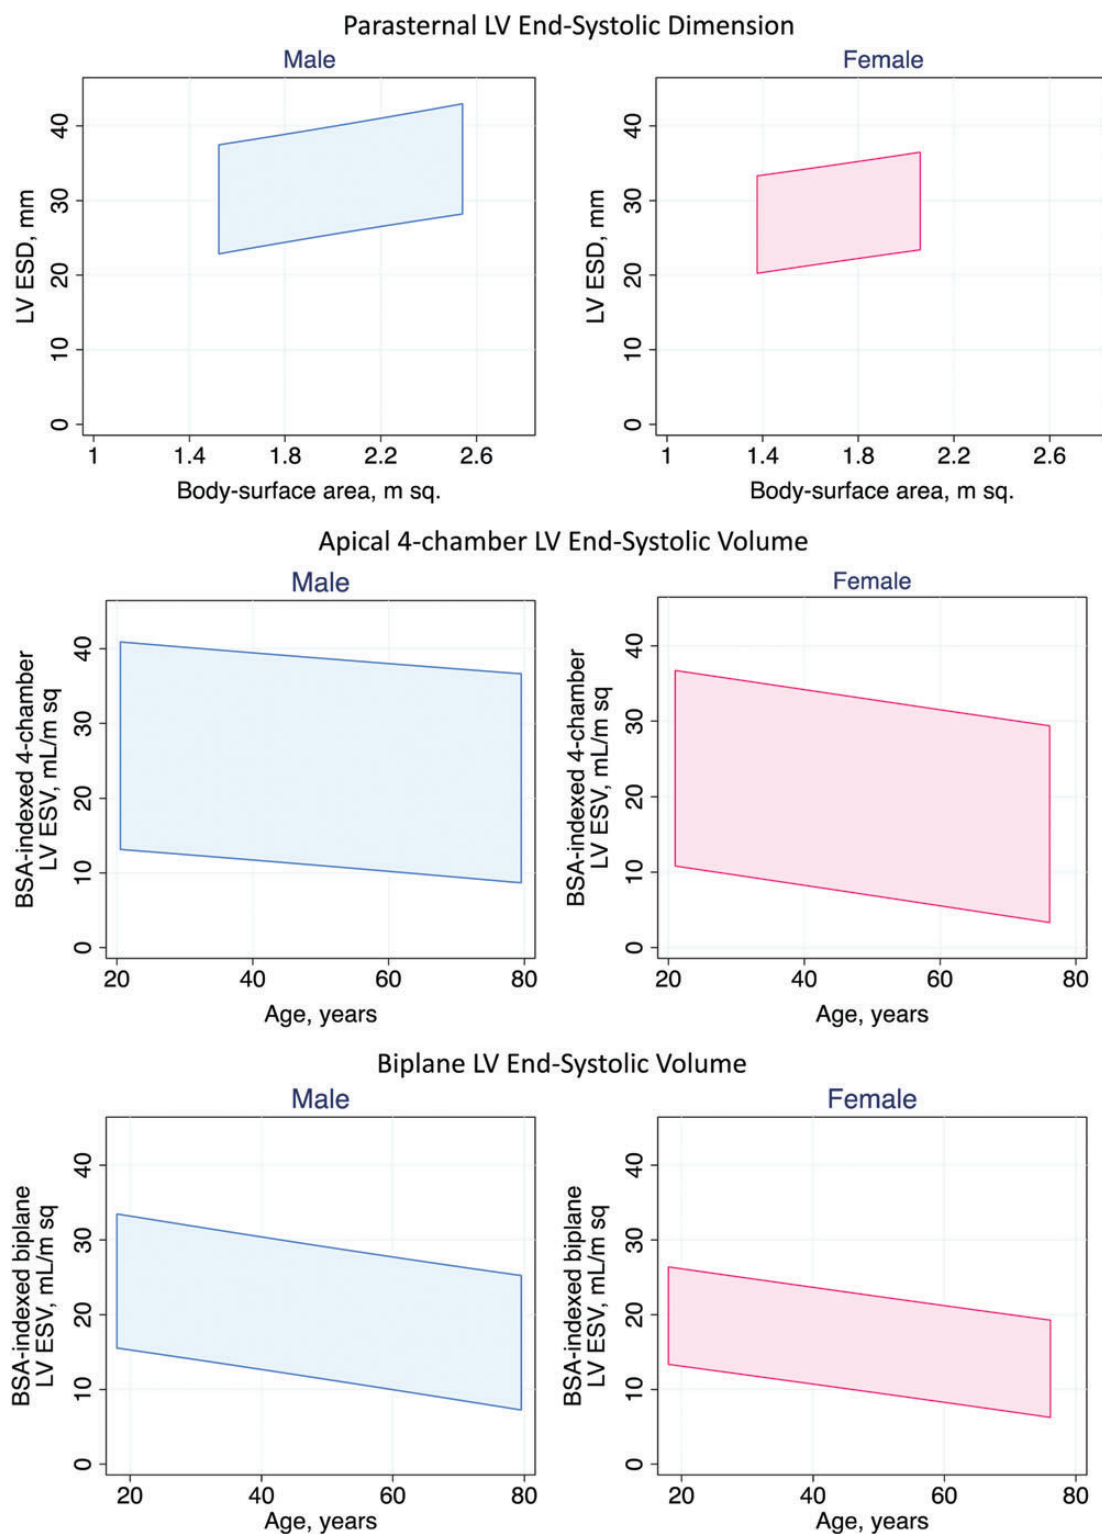 Parasternal LV End-Systolic Dimension
Male
Female
LV ESD, mm
40
30
20
10
0
1 1.4 1.8 2.2 2.6
Body-surface area, m sq.
LV ESD, mm
40
30
20
10
0
1 1.4 1.8 2.2 2.6
Body-surface area, m sq.
Apical 4-chamber LV End-Systolic Volume
Male
Female
BSA-indexed 4-chamber
LV ESV, mL/m sq
40
30
20
10
0
20 40 60 80
Age, years
BSA-indexed 4-chamber
LV ESV, mL/m sq
40
30
20
10
0
20 40 60 80
Age, years
Biplane LV End-Systolic Volume
Male
Female
BSA-indexed biplane
LV ESV, mL/m sq
40
30
20
10
0
20 40 60 80
Age, years
BSA-indexed biplane
LV ESV, mL/m sq
40
30
20
10
0
20 40 60 80
Age, years